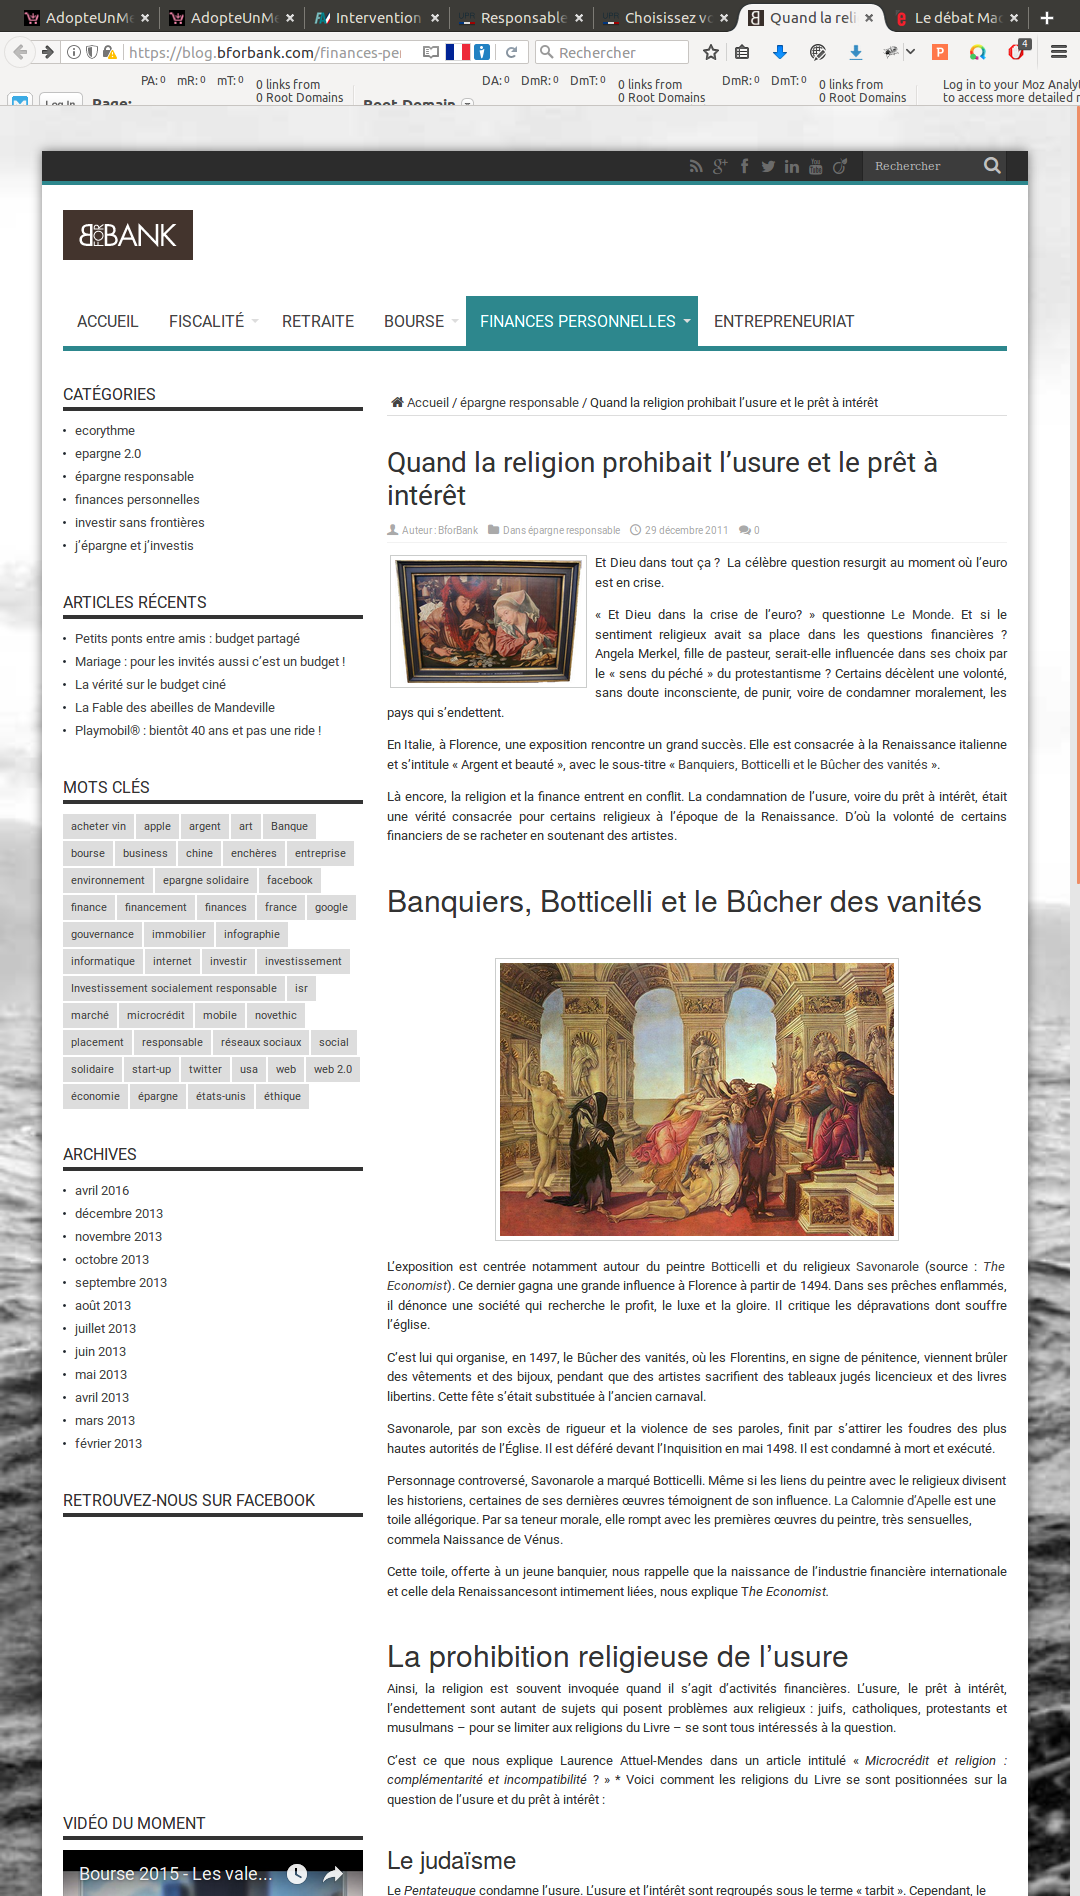 AdopteUnMe
AdopteUnMe
Intervention
Responsable
Choisissez vo
Quand la reli
Le débat Mac
https://blog.bforbank.com/finances-per
Rechercher
4
PA: 0 mR: 0 mT: 0
0 links from
0 Root Domains
DA: 0 DmR: 0 DmT: 0
0 links from
0 Root Domains
DmR: 0 DmT: 0
0 links from
0 Root Domains
Log in to your Moz Analyt
to access more detailed
Log In
Page:
Root Domain
Rechercher
BFORBANK
ACCUEIL
FISCALITÉ
RETRAITE
BOURSE
FINANCES PERSONNELLES
ENTREPRENEURIAT
CATÉGORIES
• ecorythme
• epargne 2.0
• épargne responsable
• finances personnelles
• investir sans frontières
• j’épargne et j’investis
ARTICLES RÉCENTS
• Petits ponts entre amis : budget partagé
• Mariage : pour les invités aussi c’est un budget !
• La vérité sur le budget ciné
• La Fable des abeilles de Mandeville
• Playmobil® : bientôt 40 ans et pas une ride !
MOTS CLÉS
acheter vin apple argent art Banque
bourse business chine enchères entreprise
environnement epargne solidaire facebook
finance financement finances france google
gouvernance immobilier infographie
informatique internet investir investissement
Investissement socialement responsable isr
marché microcrédit mobile novethic
placement responsable réseaux sociaux social
solidaire start-up twitter usa web web 2.0
économie épargne états-unis éthique
ARCHIVES
• avril 2016
• décembre 2013
• novembre 2013
• octobre 2013
• septembre 2013
• août 2013
• juillet 2013
• juin 2013
• mai 2013
• avril 2013
• mars 2013
• février 2013
RETROUVEZ-NOUS SUR FACEBOOK
VIDÉO DU MOMENT
Bourse 2015 - Les vale...
Accueil / épargne responsable / Quand la religion prohibait l’usure et le prêt à intérêt
Quand la religion prohibait l’usure et le prêt à
intérêt
Auteur : BforBank Dans épargne responsable 29 décembre 2011 0
Et Dieu dans tout ça ? La célèbre question resurgit au moment où l’euro
est en crise.
« Et Dieu dans la crise de l’euro? » questionne Le Monde. Et si le
sentiment religieux avait sa place dans les questions financières ?
Angela Merkel, fille de pasteur, serait-elle influencée dans ses choix par
le « sens du péché » du protestantisme ? Certains décèlent une volonté,
sans doute inconsciente, de punir, voire de condamner moralement, les
pays qui s’endettent.
En Italie, à Florence, une exposition rencontre un grand succès. Elle est consacrée à la Renaissance italienne
et s’intitule « Argent et beauté », avec le sous-titre « Banquiers, Botticelli et le Bûcher des vanités ».
Là encore, la religion et la finance entrent en conflit. La condamnation de l’usure, voire du prêt à intérêt, était
une vérité consacrée pour certains religieux à l’époque de la Renaissance. D’où la volonté de certains
financiers de se racheter en soutenant des artistes.
Banquiers, Botticelli et le Bûcher des vanités
L’exposition est centrée notamment autour du peintre Botticelli et du religieux Savonarole (source : The
Economist). Ce dernier gagna une grande influence à Florence à partir de 1494. Dans ses prêches enflammés,
il dénonce une société qui recherche le profit, le luxe et la gloire. Il critique les dépravations dont souffre
l’église.
C’est lui qui organise, en 1497, le Bûcher des vanités, où les Florentins, en signe de pénitence, viennent brûler
des vêtements et des bijoux, pendant que des artistes sacrifient des tableaux jugés licencieux et des livres
libertins. Cette fête s’était substituée à l’ancien carnaval.
Savonarole, par son excès de rigueur et la violence de ses paroles, finit par s’attirer les foudres des plus
hautes autorités de l’Église. Il est déféré devant l’Inquisition en mai 1498. Il est condamné à mort et exécuté.
Personnage controversé, Savonarole a marqué Botticelli. Même si les liens du peintre avec le religieux divisent
les historiens, certaines de ses dernières œuvres témoignent de son influence. La Calomnie d’Apelle est une
toile allégorique. Par sa teneur morale, elle rompt avec les premières œuvres du peintre, très sensuelles,
commela Naissance de Vénus.
Cette toile, offerte à un jeune banquier, nous rappelle que la naissance de l’industrie financière internationale
et celle dela Renaissancesont intimement liées, nous explique The Economist.
La prohibition religieuse de l’usure
Ainsi, la religion est souvent invoquée quand il s’agit d’activités financières. L’usure, le prêt à intérêt,
l’endettement sont autant de sujets qui posent problèmes aux religieux : juifs, catholiques, protestants et
musulmans – pour se limiter aux religions du Livre – se sont tous intéressés à la question.
C’est ce que nous explique Laurence Attuel-Mendes dans un article intitulé « Microcrédit et religion :
complémentarité et incompatibilité ? » * Voici comment les religions du Livre se sont positionnées sur la
question de l’usure et du prêt à intérêt :
Le judaïsme
Le Pentateuque condamne l’usure. L’usure et l’intérêt sont regroupés sous le terme « tarbit ». Cependant, le